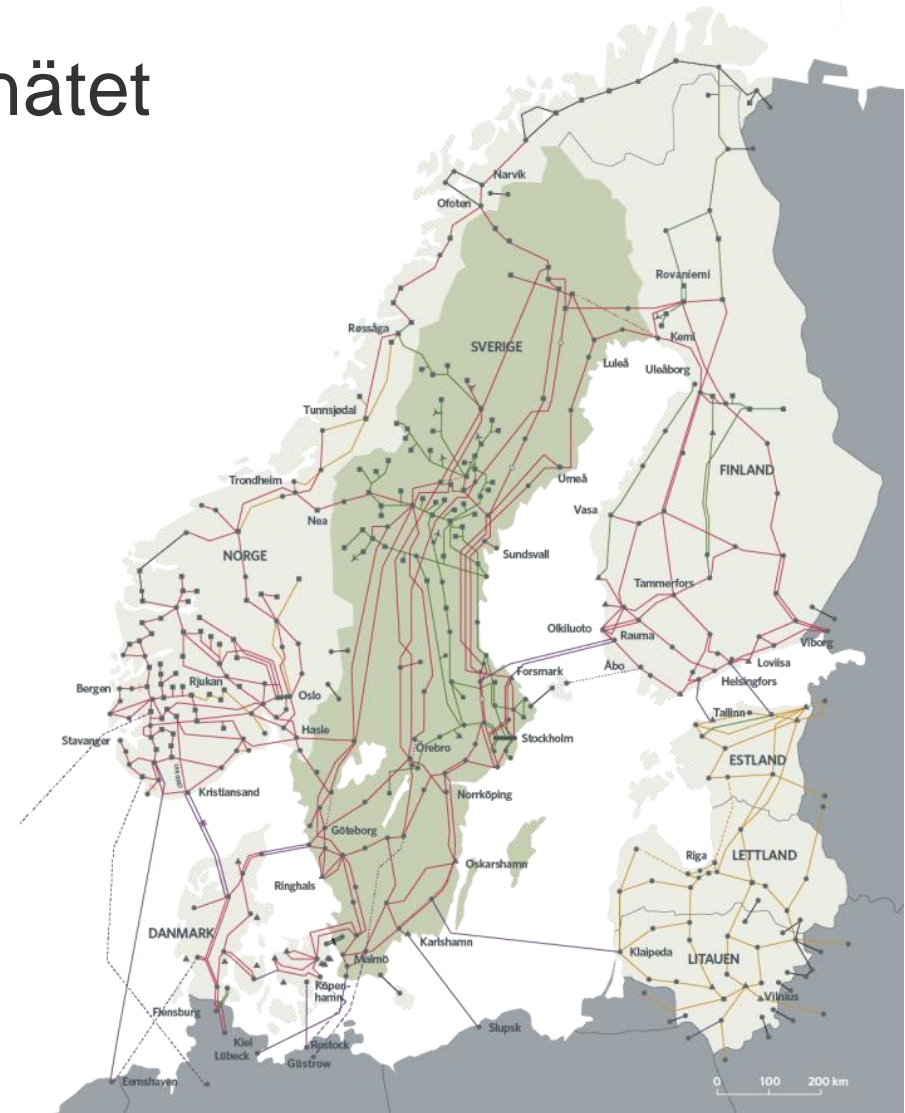 nätet
Narvik
Ofoten
Rovaniemi
Røssåga
Kemi
SVERIGE
Luleå
Uleåborg
Tunnsjødal
FINLAND
Trondheim
Umeå
Nea
Vasa
NORGE
Sundsvall
Tammerfors
Olkiluoto
Rauma
Viborg
Forsmark
Åbo
Loviisa
Helsingfors
Bergen
Rjukan
Oslo
Tallinn
Stavanger
Hasle
Örebro
Stockholm
ESTLAND
Kristiansand
Norrköping
Göteborg
Riga
LETTLAND
Oskarshamn
Ringhals
DANMARK
Karlshamn
Klaipeda
LITAUEN
Malmö
Köpen-
hamn
Vilnius
Flensburg
Slupsk
Kiel
Lübeck
Rostock
Güstrow
Eemshaven
0 100 200 km